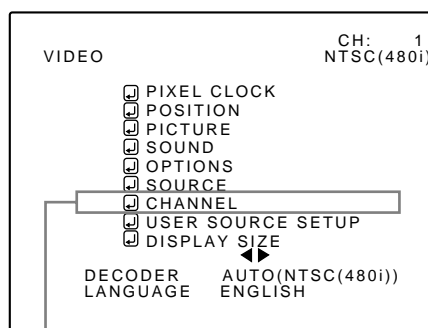 CH: 1
VIDEO NTSC(480i)
PIXEL CLOCK
POSITION
PICTURE
SOUND
OPTIONS
SOURCE
CHANNEL
USER SOURCE SETUP
DISPLAY SIZE
DECODER AUTO(NTSC(480i))
LANGUAGE ENGLISH